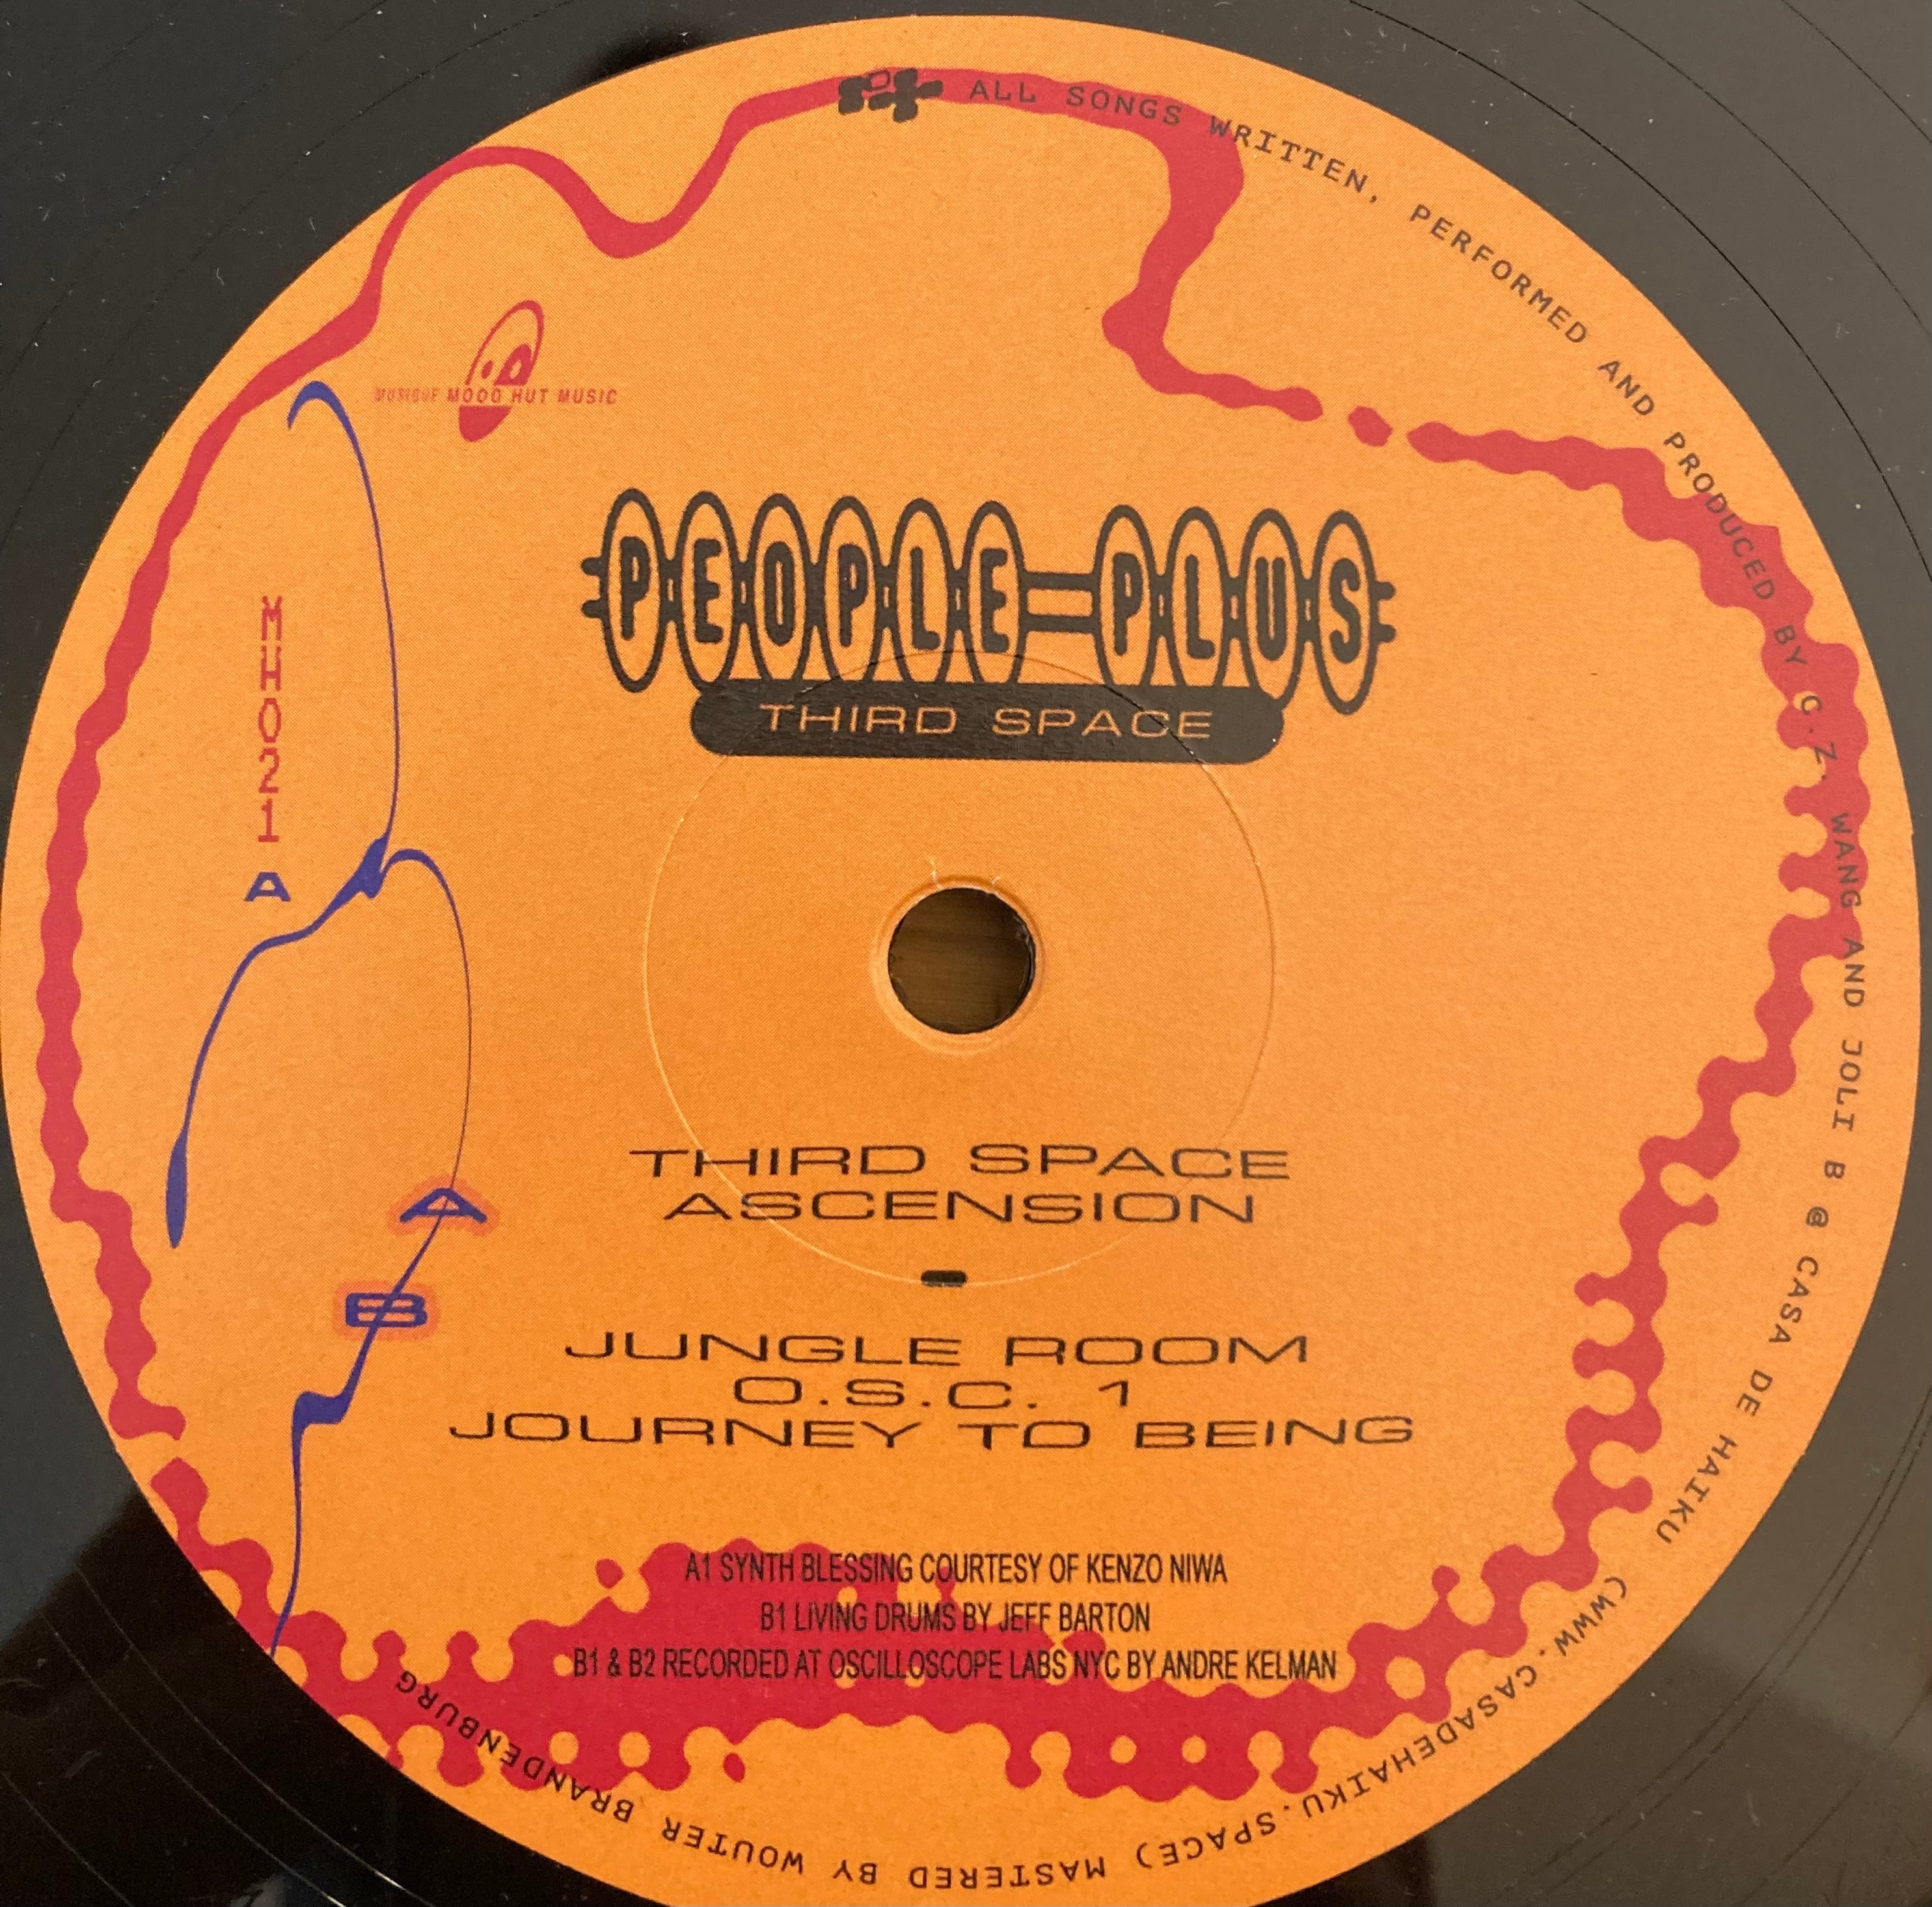 ALL SONGS WRITTEN, PERFORMED AND PRODUCED BY C.Z. WANG AND JOLI B @ CASA DE HAIKU (WWW.CASADEHAIKU.SPACE) MASTERED BY WOUTER BRANDENBURG
MUSIQUE MOOD HUT MUSIC
PEOPLE PLUS
THIRD SPACE
MH021 A
A
THIRD SPACE
ASCENSION
B
JUNGLE ROOM
O.S.C. 1
JOURNEY TO BEING
A1 SYNTH BLESSING COURTESY OF KENZO NIWA
B1 LIVING DRUMS BY JEFF BARTON
B1 & B2 RECORDED AT OSCILLOSCOPE LABS NYC BY ANDRE KELMAN